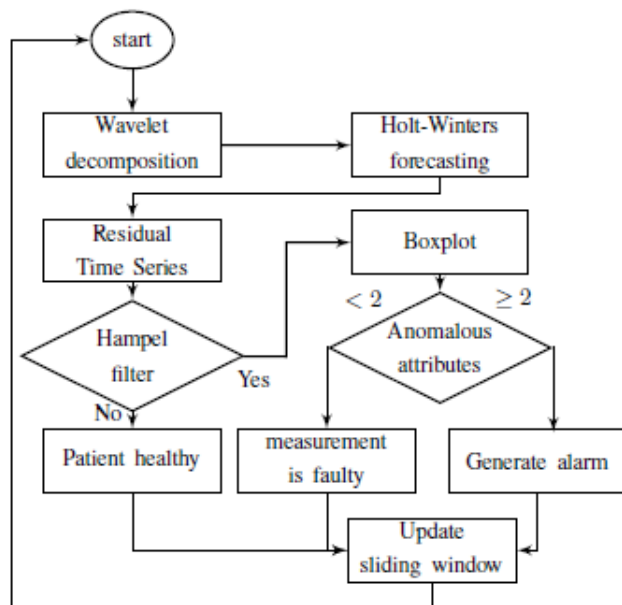 start
Wavelet
decomposition
Holt-Winters
forecasting
Residual
Time Series
Boxplot
< 2
≥ 2
Hampel
filter
Anomalous
attributes
Yes
No
Patient healthy
measurement
is faulty
Generate alarm
Update
sliding window